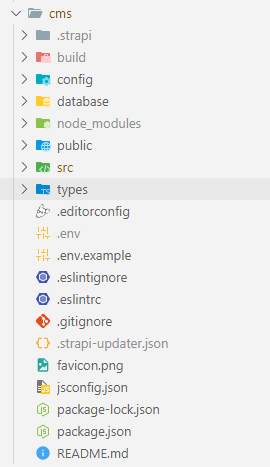 cms
.strapi
build
config
database
node_modules
public
src
types
.editorconfig
.env
.env.example
.eslintignore
.eslintrc
.gitignore
.strapi-updater.json
favicon.png
jsconfig.json
package-lock.json
package.json
README.md